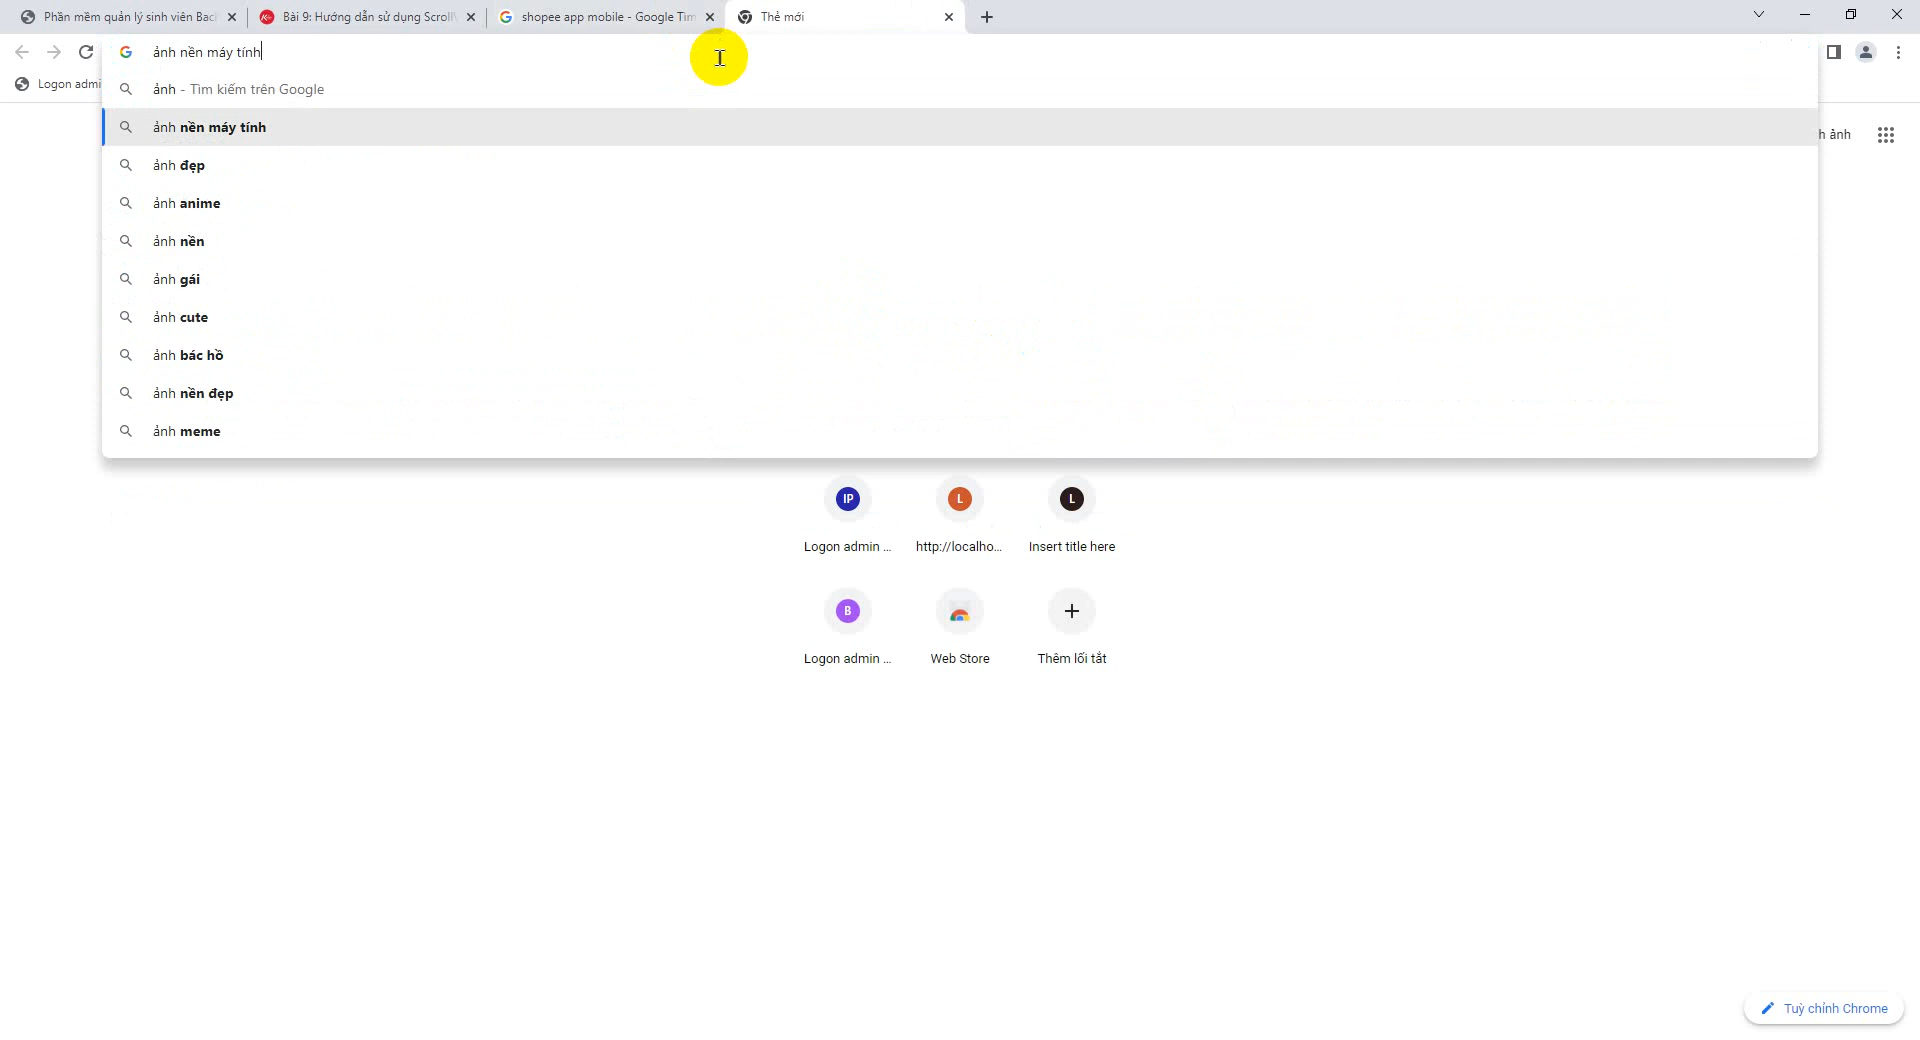 Phần mềm quản lý sinh viên Bac
Bài 9: Hướng dẫn sử dụng Scroll
shopee app mobile - Google Tìm
Thẻ mới
ảnh nền máy tính
Logon admi
ảnh - Tìm kiếm trên Google
ảnh nền máy tính
h ảnh
ảnh đẹp
ảnh anime
ảnh nền
ảnh gái
ảnh cute
ảnh bác hồ
ảnh nền đẹp
ảnh meme
IP
L
L
Logon admin ...
http://localho...
Insert title here
B
Logon admin ...
Web Store
Thêm lối tắt
Tuỳ chỉnh Chrome